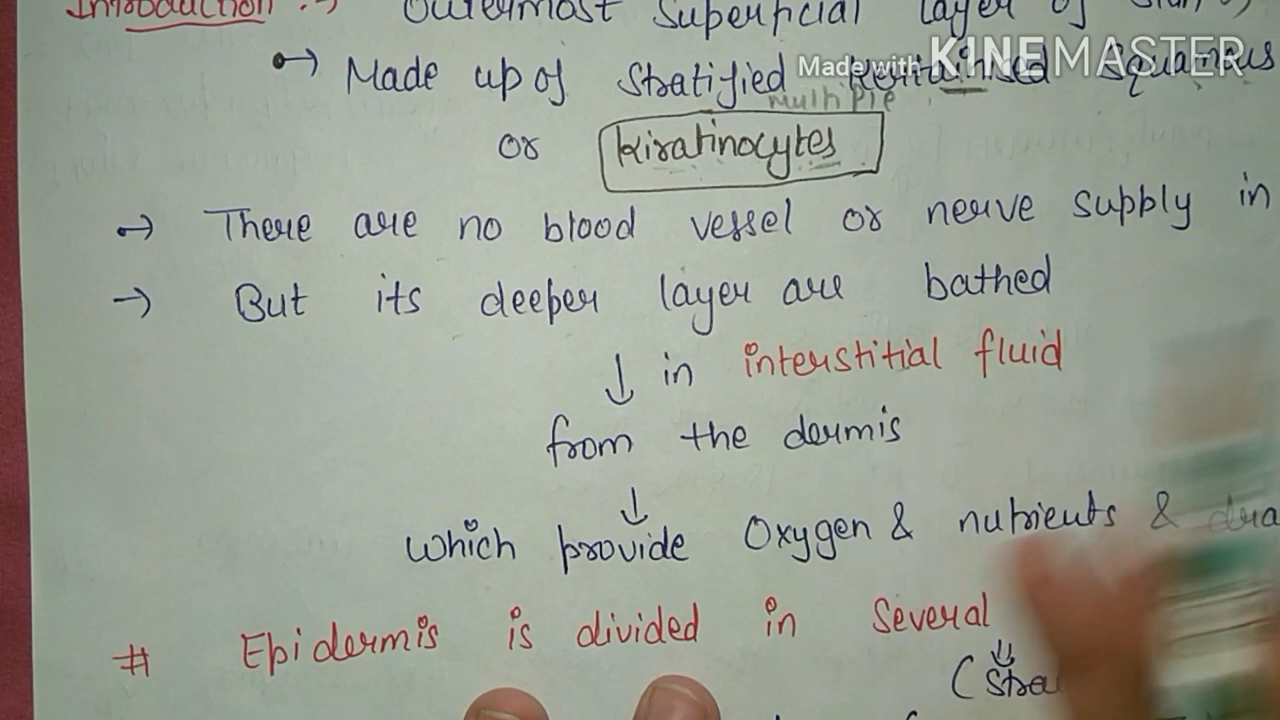 Introduction :→ Outermost Superficial layer of Skin
Made with KINEMASTER
→ Made up of Stratified Squamous
Multiple
or Kiratinocytes
→ There are no blood vessel or nerve supply in
→ But its deeper layer are bathed
↓ in interstitial fluid
from the dermis
↓
which provide Oxygen & nutrients &
# Epidermis is divided in Several
⇓
(